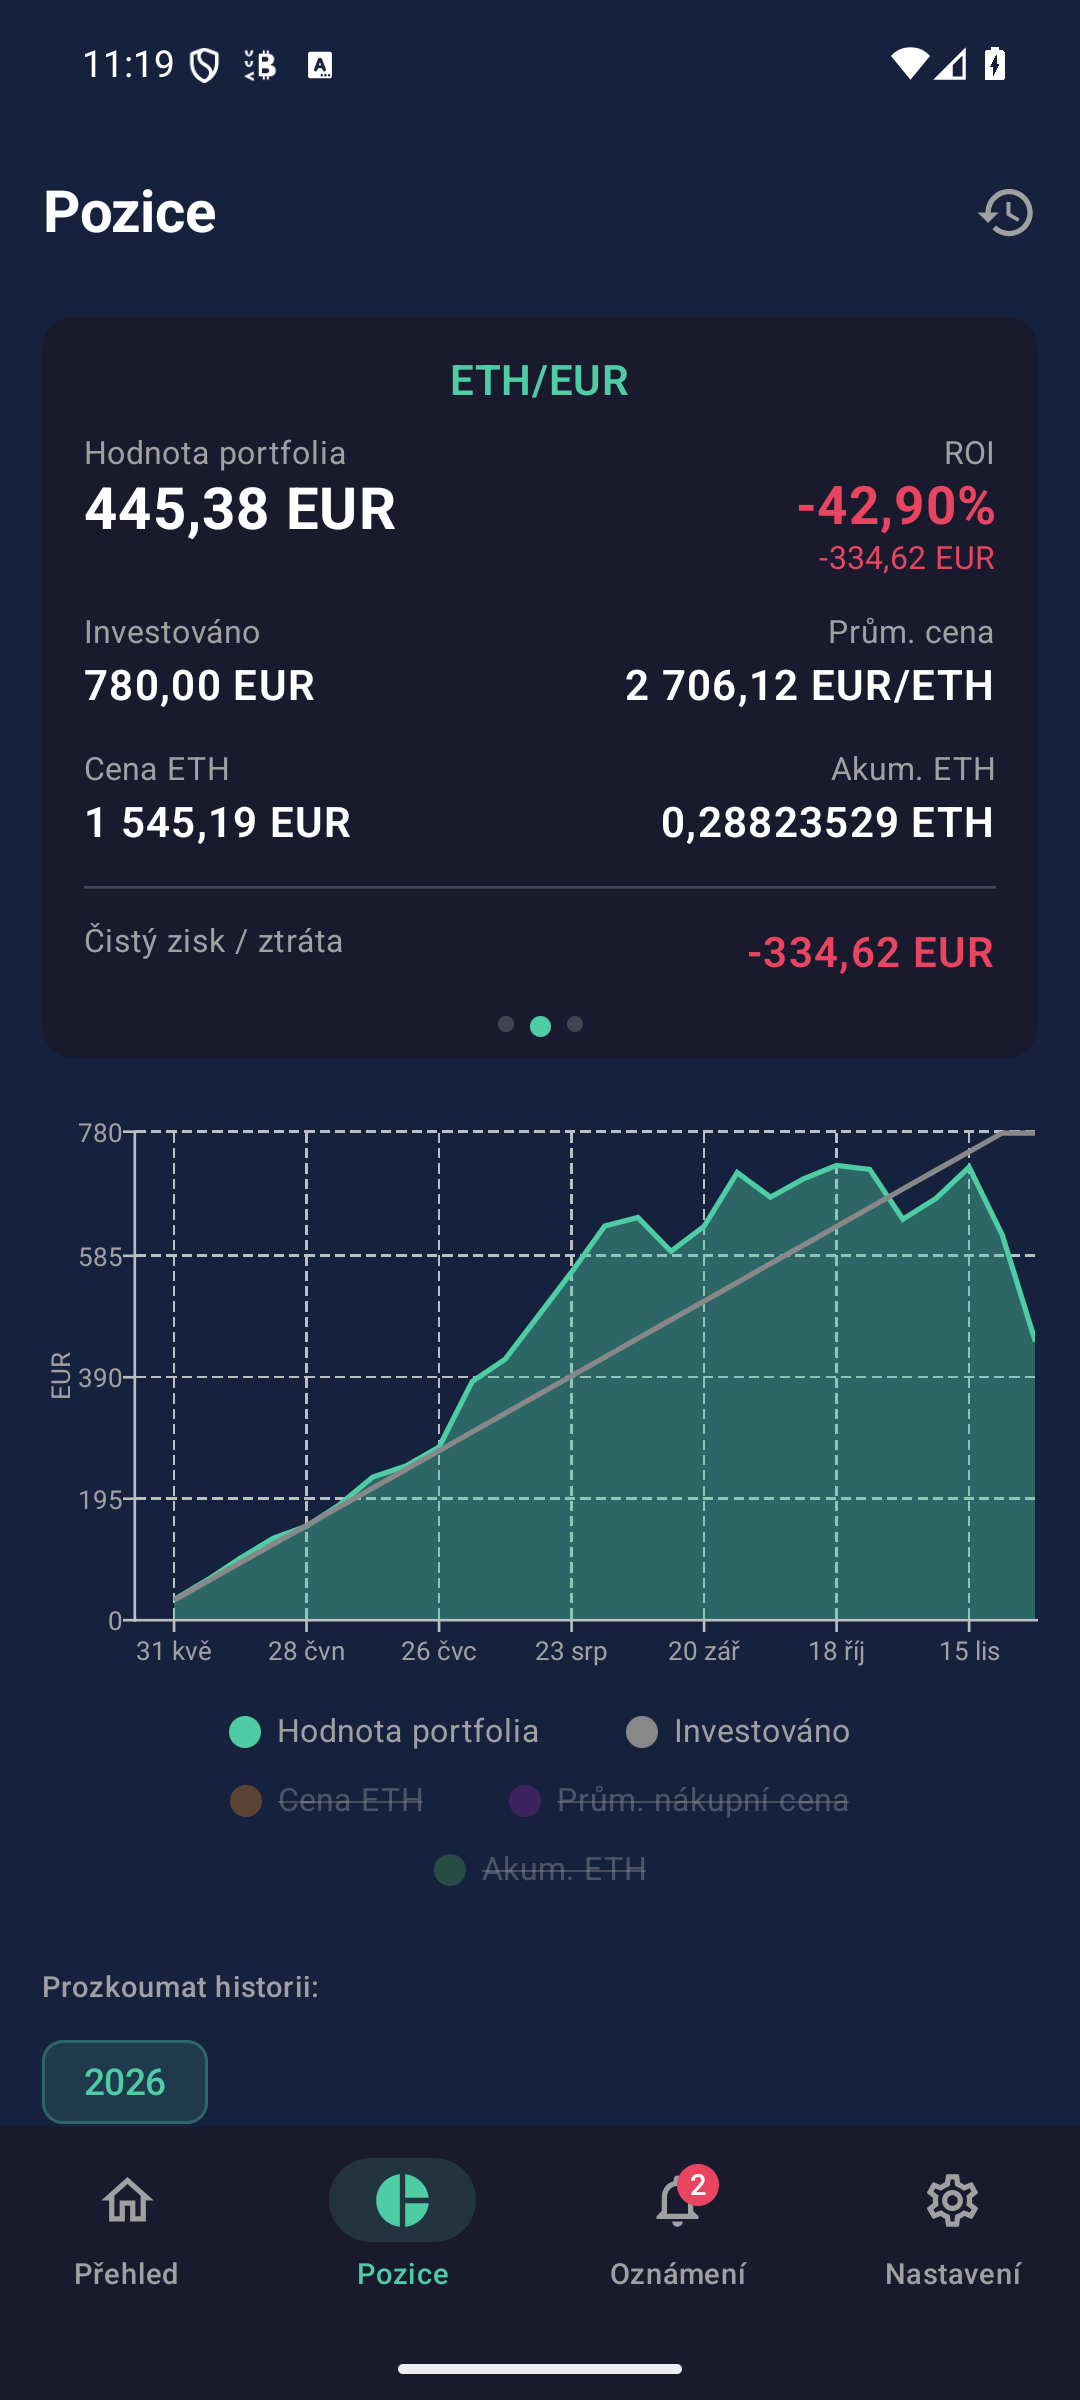 11:19
Pozice
ETH/EUR
Hodnota portfolia
ROI
445,38 EUR
-42,90%
-334,62 EUR
Investováno
Prům. cena
780,00 EUR
2 706,12 EUR/ETH
Cena ETH
Akum. ETH
1 545,19 EUR
0,28823529 ETH
Čistý zisk / ztráta
-334,62 EUR
780
585
390
195
0
EUR
31 kvě
28 čvn
26 čvc
23 srp
20 zář
18 říj
15 lis
Hodnota portfolia
Investováno
Cena ETH
Prům. nákupní cena
Akum. ETH
Prozkoumat historii:
2026
2
Přehled
Pozice
Oznámení
Nastavení